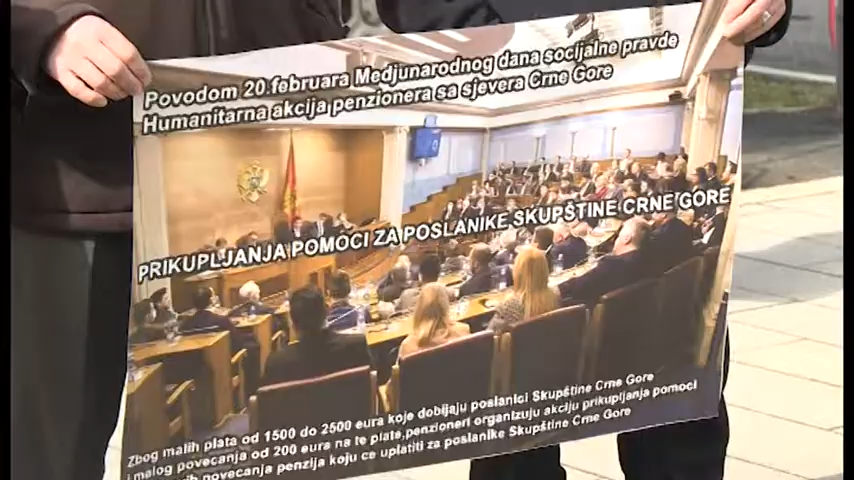 Povodom 20.februara Medjunarodnog dana socijalne pravde
Humanitarna akcija penzionera sa sjevera Crne Gore
PRIKUPLJANJA POMOCI ZA POSLANIKE SKUPŠTINE CRNE GORE
Zbog malih plata od 1500 do 2500 eura koje dobijaju poslanici Skupštine Crne Gore
i malog povecanja od 200 eura na te plate,penzioneri organizuju akciju prikupljanja pomoci
povecanja penzija koju ce uplatiti za poslanike Skupštine Crne Gore